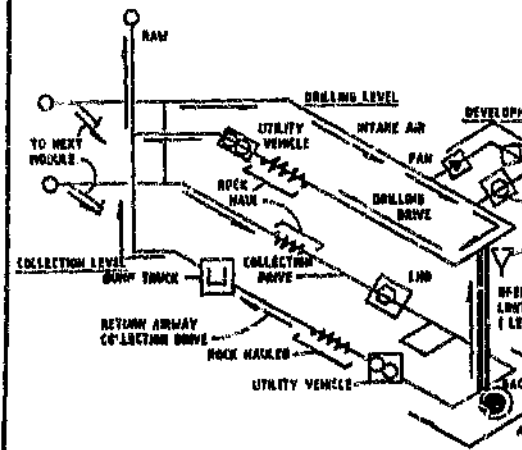 RAW
DRILLING LEVEL
DEVELOPM
UTILITY
VEHICLE
INTAKE AIR
TO NEXT
MODULE
FAN
ROCK
HAUL
DRILLING
DRIVE
COLLECTION LEVEL
DUMP TRUCK
COLLECTION
DRIVE
LHD
RETURN AIRWAY
COLLECTION DRIVE
ROCK HAULER
UTILITY VEHICLE